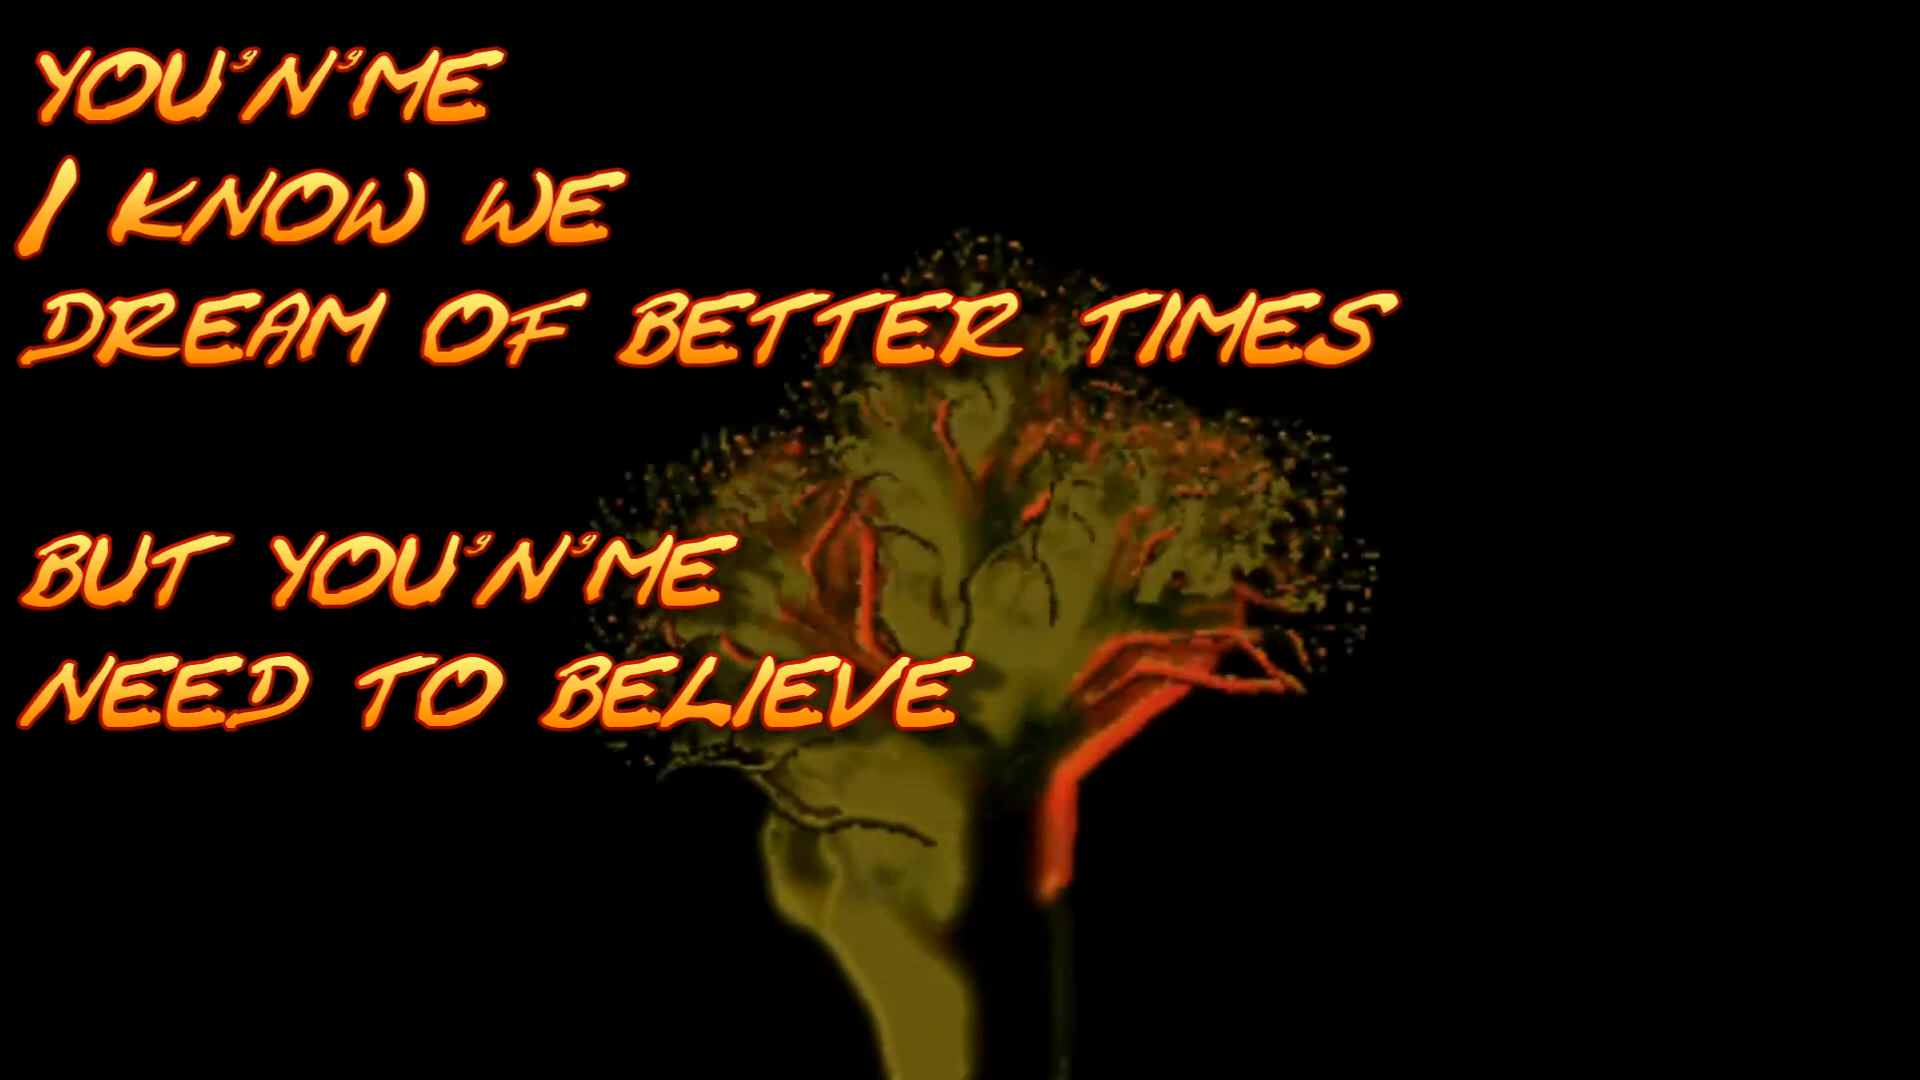 YOU'N'ME
I KNOW WE
DREAM OF BETTER TIMES
BUT YOU'N'ME
NEED TO BELIEVE